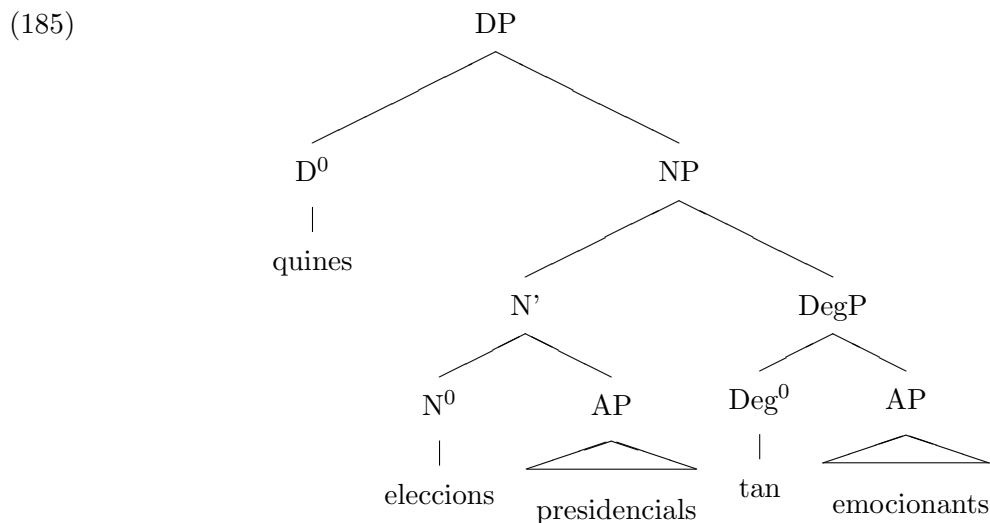 (185) DP
D⁰ NP
quines
N’ DegP
N⁰ AP Deg⁰ AP
eleccions presidencials tan emocionants